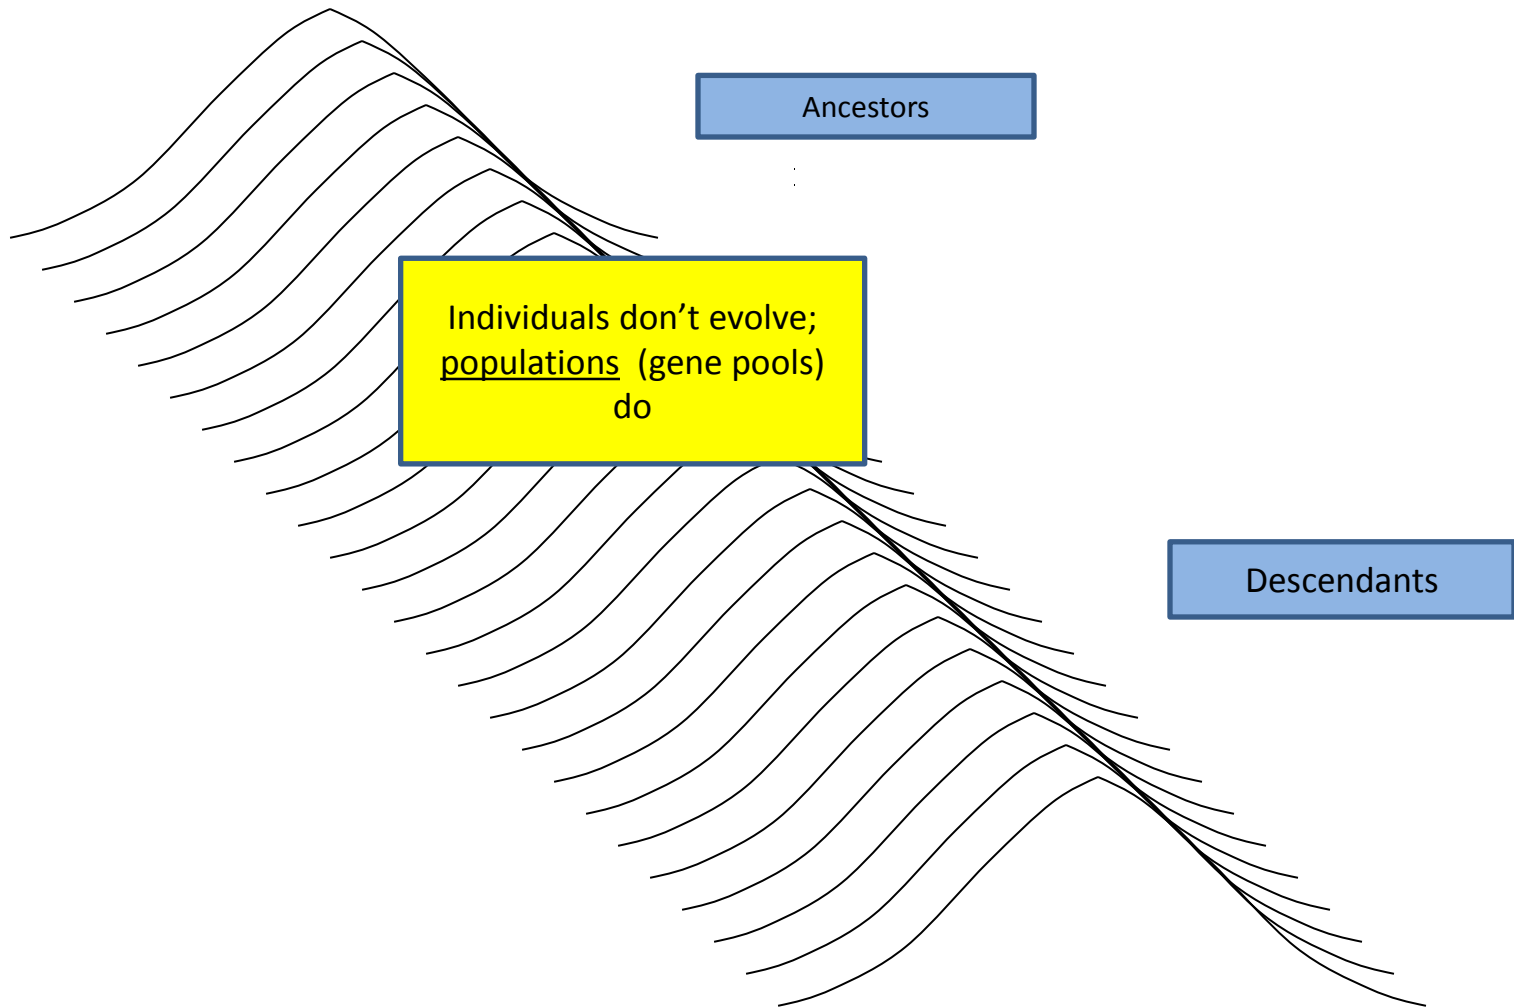 Ancestors
Individuals don’t evolve;
populations (gene pools)
do
Descendants